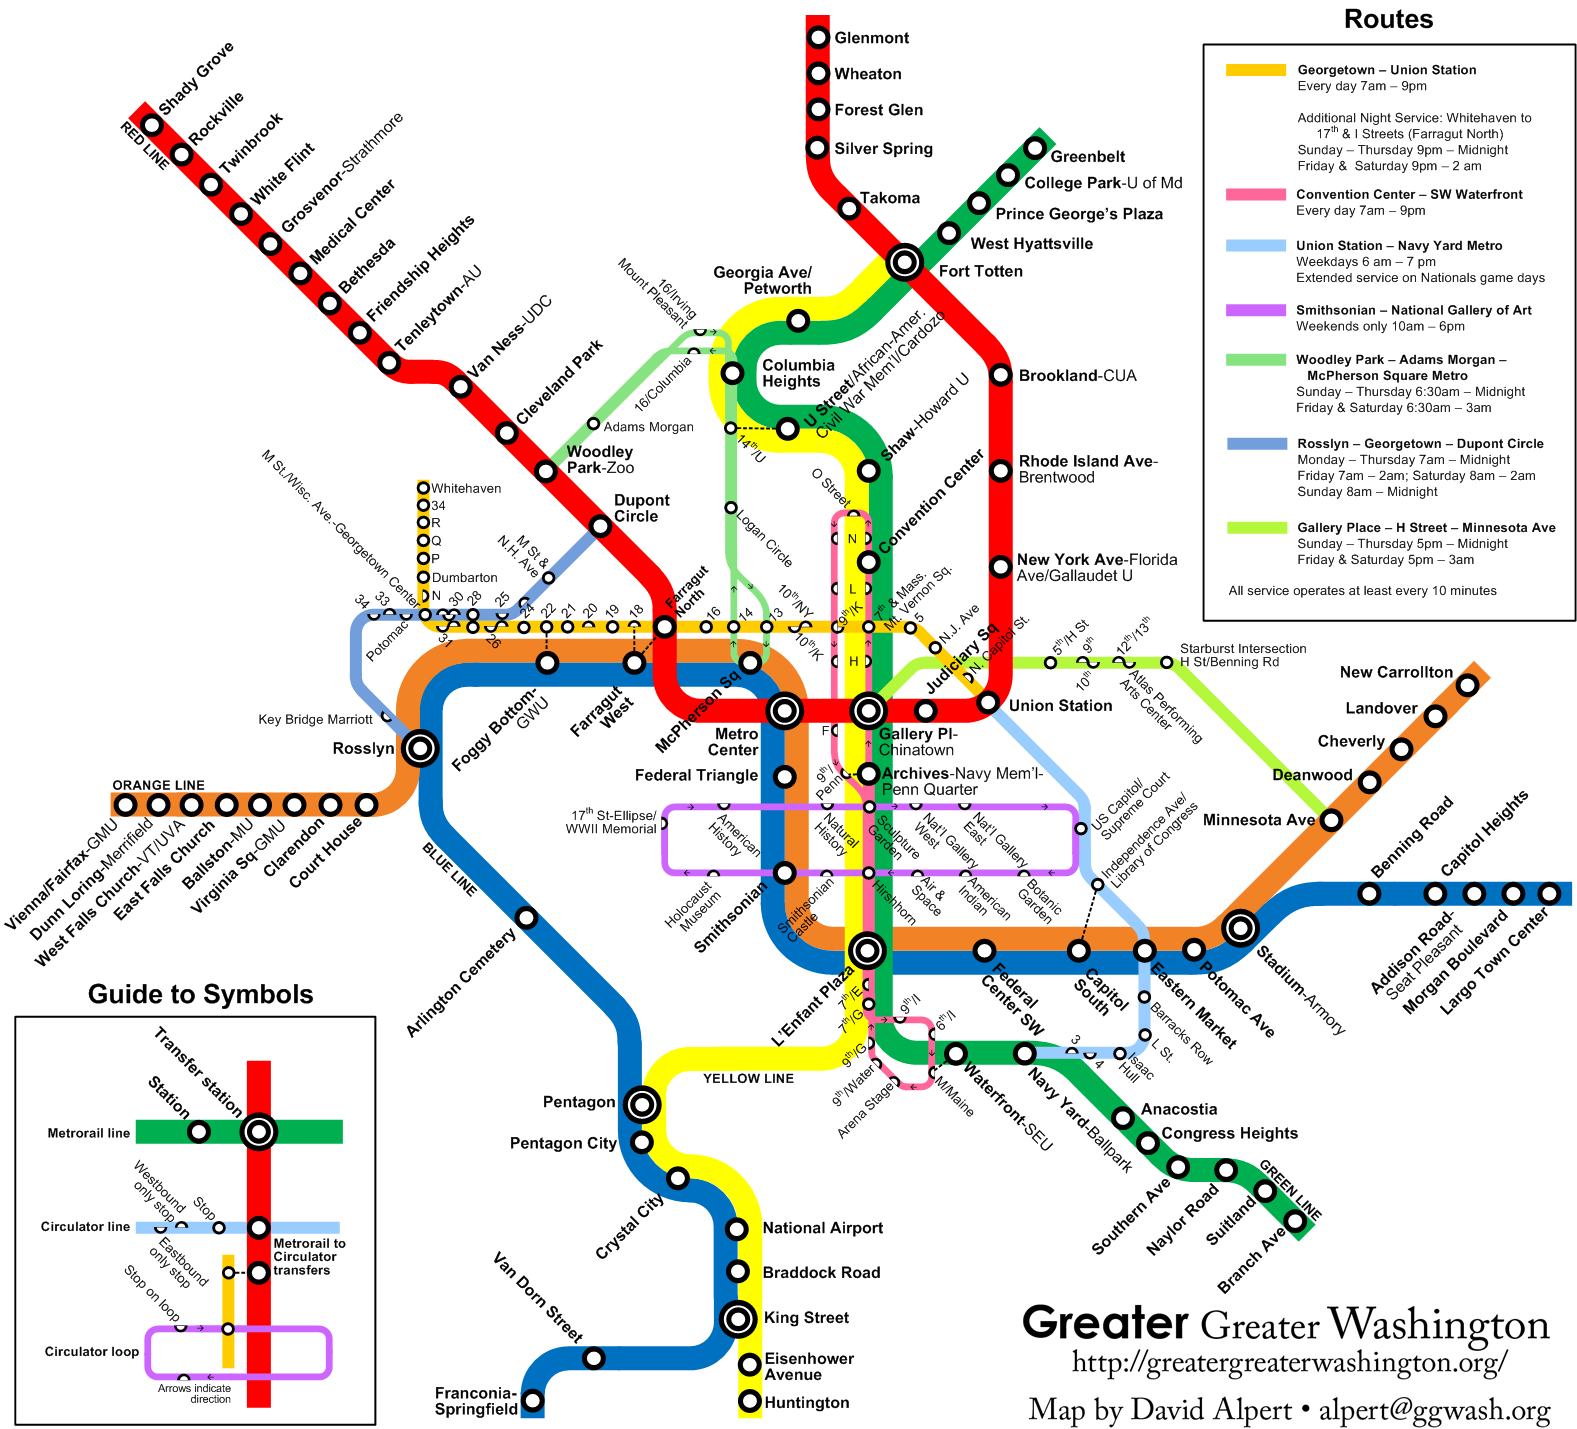 Routes
Georgetown – Union Station
Every day 7am – 9pm
Additional Night Service: Whitehaven to
17th & I Streets (Farragut North)
Sunday – Thursday 9pm – Midnight
Friday & Saturday 9pm – 2 am
Convention Center – SW Waterfront
Every day 7am – 9pm
Union Station – Navy Yard Metro
Weekdays 6 am – 7 pm
Extended service on Nationals game days
Smithsonian – National Gallery of Art
Weekends only 10am – 6pm
Woodley Park – Adams Morgan –
McPherson Square Metro
Sunday – Thursday 6:30am – Midnight
Friday & Saturday 6:30am – 3am
Rosslyn – Georgetown – Dupont Circle
Monday – Thursday 7am – Midnight
Friday 7am – 2am; Saturday 8am – 2am
Sunday 8am – Midnight
Gallery Place – H Street – Minnesota Ave
Sunday – Thursday 5pm – Midnight
Friday & Saturday 5pm – 3am
All service operates at least every 10 minutes
RED LINE
Shady Grove
Rockville
Twinbrook
White Flint
Grosvenor-Strathmore
Medical Center
Bethesda
Friendship Heights
Tenleytown-AU
Van Ness-UDC
Cleveland Park
Woodley
Park-Zoo
Dupont
Circle
Farragut
North
Glenmont
Wheaton
Forest Glen
Silver Spring
Takoma
Fort Totten
Brookland-CUA
Rhode Island Ave-
Brentwood
New York Ave-Florida
Ave/Gallaudet U
Union Station
Judiciary Sq
Gallery Pl-
Chinatown
Metro
Center
Greenbelt
College Park-U of Md
Prince George's Plaza
West Hyattsville
Georgia Ave/
Petworth
Columbia
Heights
U Street/African-Amer.
Civil War Mem'l/Cardozo
Shaw-Howard U
Convention Center
7th & Mass.
Mt. Vernon Sq.
16/Irving
Mount Pleasant
16/Columbia
Adams Morgan
14th/U
Logan Circle
O Street
N
L
9th/K
H
F
9th/
Penn
M St./Wisc. Ave.-Georgetown Center
Whitehaven
34
R
Q
P
Dumbarton
N
M St &
N.H. Ave
34
33
Potomac
30
31
28
26
25
24
22
21
20
19
18
16
14
13
10th/NY
10th/K
5
N.J. Ave
N. Capitol St.
5th/H St
9th
10th
12th/13th
Atlas Performing
Arts Center
Starburst Intersection
H St/Benning Rd
Key Bridge Marriott
Rosslyn
Foggy Bottom-
GWU
Farragut
West
McPherson Sq
Federal Triangle
Archives-Navy Mem'l-
Penn Quarter
17th St-Ellipse/
WWII Memorial
American
History
Natural
History
Sculpture
Garden
Nat'l Gallery
West
Nat'l Gallery
East
US Capitol/
Supreme Court
Independence Ave/
Library of Congress
Holocaust
Museum
Smithsonian
Smithsonian
Castle
Hirshhorn
Air &
Space
American
Indian
Botanic
Garden
ORANGE LINE
Vienna/Fairfax-GMU
Dunn Loring-Merrifield
West Falls Church-VT/UVA
East Falls Church
Ballston-MU
Virginia Sq-GMU
Clarendon
Court House
New Carrollton
Landover
Cheverly
Deanwood
Minnesota Ave
Benning Road
Capitol Heights
Addison Road-
Seat Pleasant
Morgan Boulevard
Largo Town Center
Stadium-Armory
Potomac Ave
Eastern Market
Capitol
South
Federal
Center SW
L'Enfant Plaza
BLUE LINE
Arlington Cemetery
7th/E
7th/G
9th/I
6th/I
9th/G
9th/Water
Arena Stage
M/Maine
Waterfront-SEU
Navy Yard-Ballpark
3
4
Isaac
Hull
L St.
Barracks Row
Anacostia
Congress Heights
Southern Ave
Naylor Road
Suitland
Branch Ave
GREEN LINE
YELLOW LINE
Pentagon
Pentagon City
Crystal City
National Airport
Braddock Road
King Street
Eisenhower
Avenue
Huntington
Van Dorn Street
Franconia-
Springfield
Guide to Symbols
Transfer station
Station
Metrorail line
Westbound
only stop
Stop
Circulator line
Eastbound
only stop
Metrorail to
Circulator
transfers
Stop on loop
Circulator loop
Arrows indicate
direction
Greater Greater Washington
http://greatergreaterwashington.org/
Map by David Alpert • alpert@ggwash.org